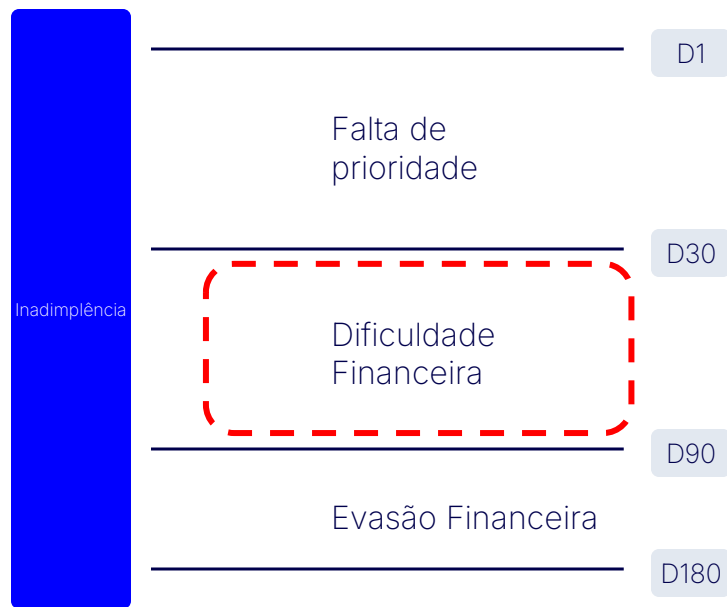 D1
Falta de
prioridade
D30
Inadimplência
Dificuldade
Financeira
D90
Evasão Financeira
D180